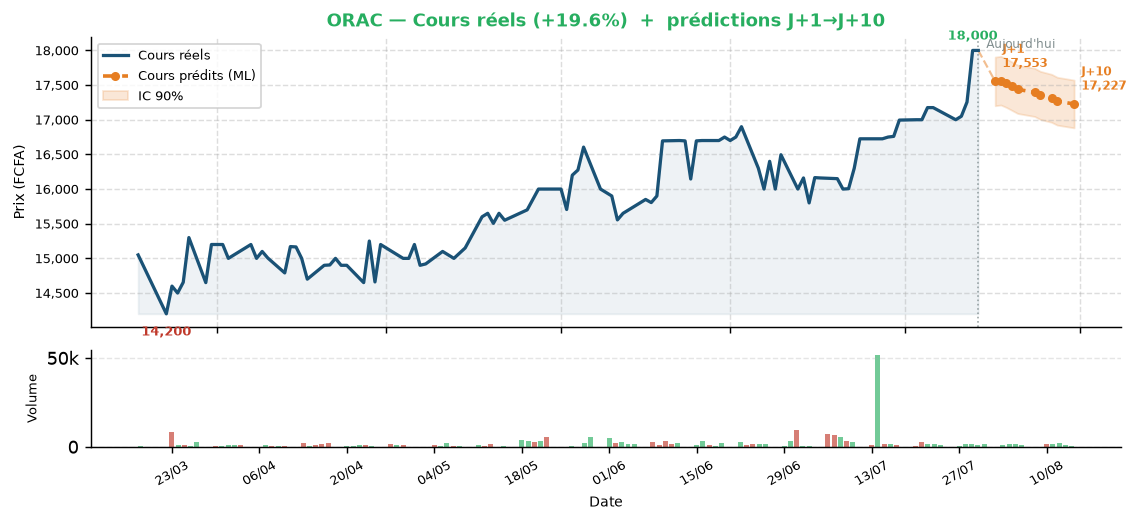 ORAC — Cours réels (+19.6%)  +  prédictions J+1→J+10
Cours réels
Cours prédits (ML)
IC 90%
18,000
Aujourd'hui
J+1
17,553
J+10
17,227
14,200
Prix (FCFA)
18,000
17,500
17,000
16,500
16,000
15,500
15,000
14,500
Volume
50k
0
23/03
06/04
20/04
04/05
18/05
01/06
15/06
29/06
13/07
27/07
10/08
Date